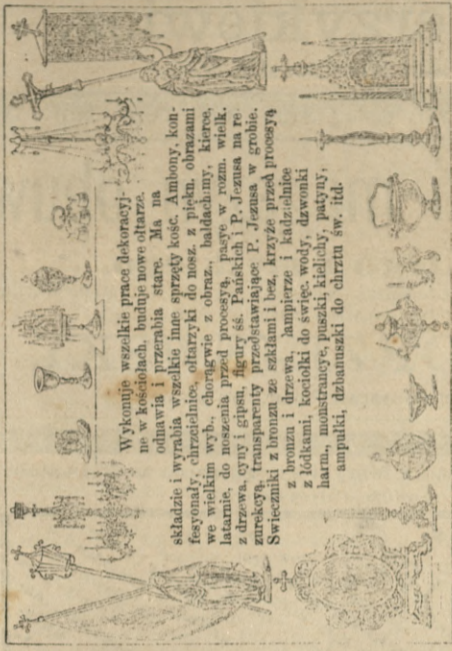 Wykonuje wszelkie prace dekoracyj-
ne w kościołach, buduje nowe ołtarze,
odnawia i przerabia stare. Ma na
składzie i wyrabia wszelkie inne sprzęty kośc. Ambony, kon-
fesyonały, chrzcielnice, ołtarzyki do nosz. z piękn. obrazami
we wielkim wyb., chorągwie z obraz., baldachimy, kierce,
latarnie, do noszenia przed procesyą, pasye w rozm. wielk.
z drzewa, cyny i gipsu, figury śś. Pańskich i P. Jezusa na re
zurekcyą, transparenty przedstawiające P. Jezusa w grobie.
Święczniki z bronzu ze szkłami i bez, krzyże przed procesyą
z bronzu i drzewa, lampierze i kadzielnice
z łódkami, kociołki do święc. wody, dzwonki
harm., monstrancye, puszki, kielichy, patyny,
ampułki, dzbanuszki do chrztu św. itd.